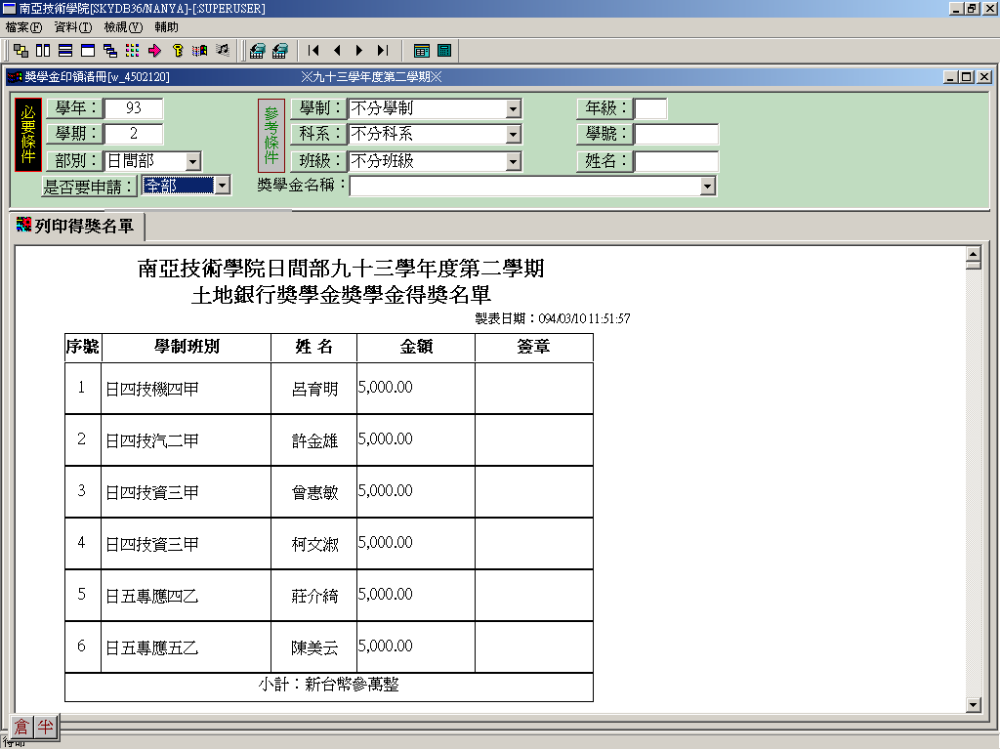 南亞技術學院[SKYDB36/NANYA]-[:SUPERUSER]
檔案(F) 資料(I) 檢視(V) 輔助
獎學金印領清冊[w_4502120] ※九十三學年度第二學期※
必要條件
學年： 93
學期： 2
部別： 日間部
是否要申請： 全部
參考條件
學制： 不分學制
科系： 不分科系
班級： 不分班級
獎學金名稱：
年級：
學號：
姓名：
列印得獎名單
南亞技術學院日間部九十三學年度第二學期
土地銀行獎學金獎學金得獎名單
製表日期：094/03/10 11:51:57
序號 學制班別 姓 名 金額 簽章
1 日四技機四甲 呂育明 5,000.00
2 日四技汽二甲 許金雄 5,000.00
3 日四技資三甲 曾惠敏 5,000.00
4 日四技資三甲 柯文淑 5,000.00
5 日五專應四乙 莊介綺 5,000.00
6 日五專應五乙 陳美云 5,000.00
小計：新台幣參萬整
倉 半
待命